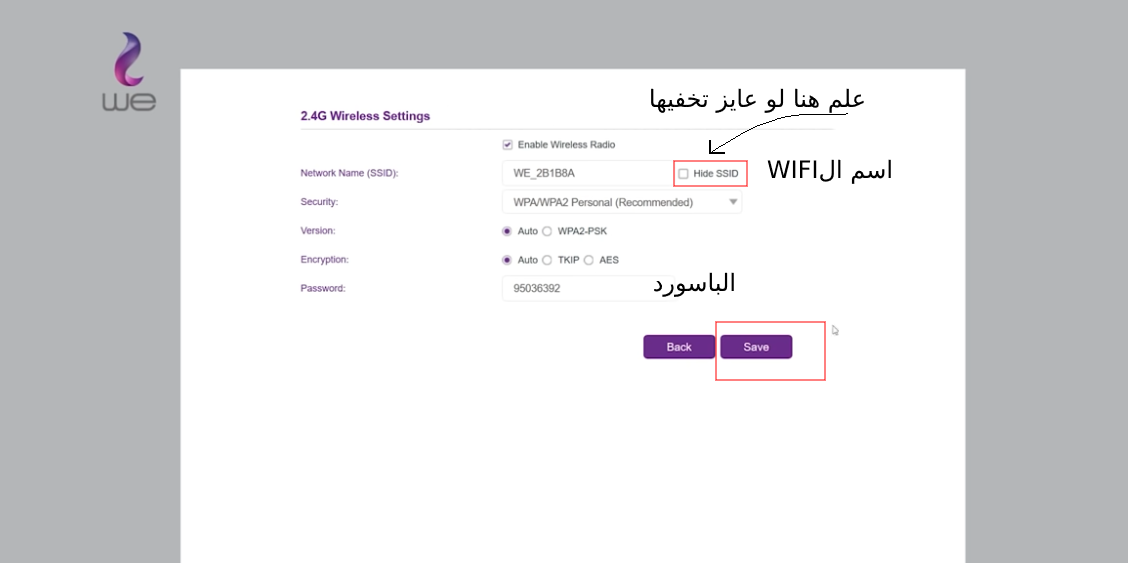 we
علم هنا لو عايز تخفيها
2.4G Wireless Settings
Enable Wireless Radio
Network Name (SSID): WE_2B1B8A Hide SSID اسم الWIFI
Security: WPA/WPA2 Personal (Recommended)
Version: Auto WPA2-PSK
Encryption: Auto TKIP AES
Password: 95036392 الباسورد
Back Save